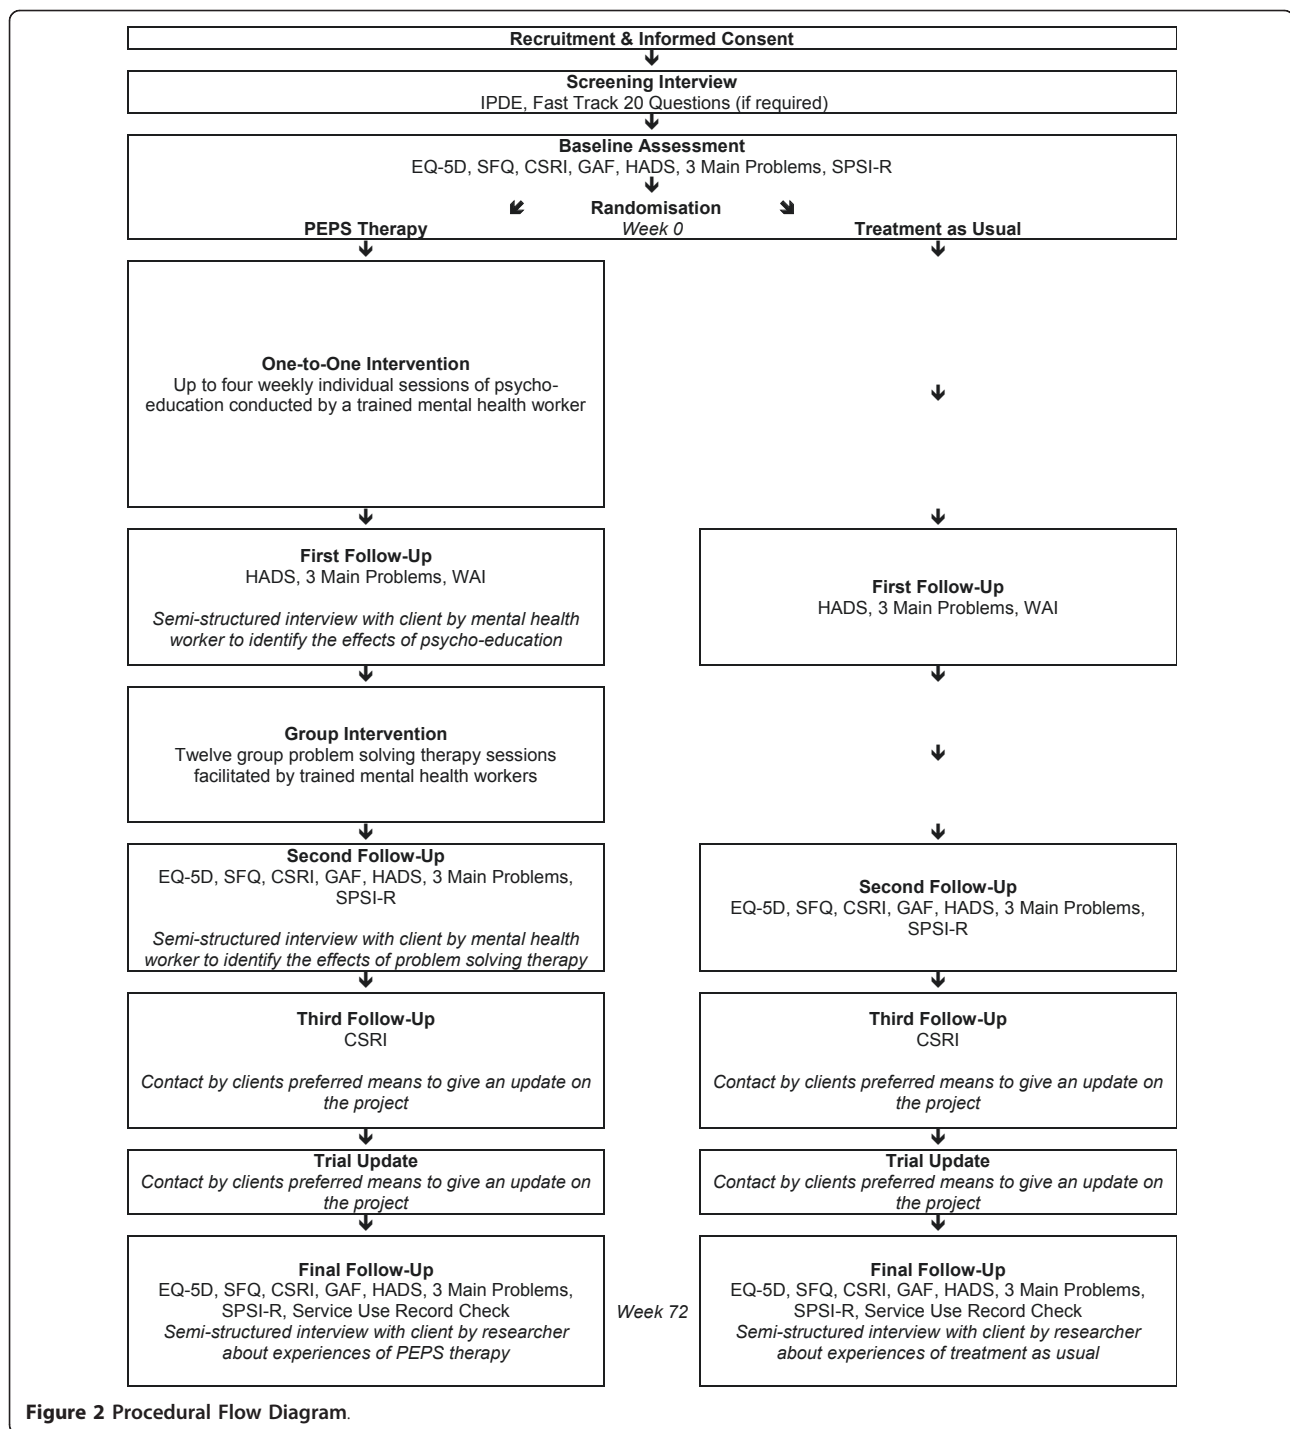 Recruitment & Informed Consent
Screening Interview
IPDE, Fast Track 20 Questions (if required)
Baseline Assessment
EQ-5D, SFQ, CSRI, GAF, HADS, 3 Main Problems, SPSI-R
Randomisation
PEPS Therapy
Week 0
Treatment as Usual
One-to-One Intervention
Up to four weekly individual sessions of psycho-
education conducted by a trained mental health worker
First Follow-Up
HADS, 3 Main Problems, WAI
Semi-structured interview with client by mental health
worker to identify the effects of psycho-education
First Follow-Up
HADS, 3 Main Problems, WAI
Group Intervention
Twelve group problem solving therapy sessions
facilitated by trained mental health workers
Second Follow-Up
EQ-5D, SFQ, CSRI, GAF, HADS, 3 Main Problems,
SPSI-R
Semi-structured interview with client by mental health
worker to identify the effects of problem solving therapy
Second Follow-Up
EQ-5D, SFQ, CSRI, GAF, HADS, 3 Main Problems,
SPSI-R
Third Follow-Up
CSRI
Contact by clients preferred means to give an update on
the project
Third Follow-Up
CSRI
Contact by clients preferred means to give an update on
the project
Trial Update
Contact by clients preferred means to give an update on
the project
Trial Update
Contact by clients preferred means to give an update on
the project
Final Follow-Up
EQ-5D, SFQ, CSRI, GAF, HADS, 3 Main Problems,
SPSI-R, Service Use Record Check
Semi-structured interview with client by researcher
about experiences of PEPS therapy
Week 72
Final Follow-Up
EQ-5D, SFQ, CSRI, GAF, HADS, 3 Main Problems,
SPSI-R, Service Use Record Check
Semi-structured interview with client by researcher
about experiences of treatment as usual
Figure 2 Procedural Flow Diagram.